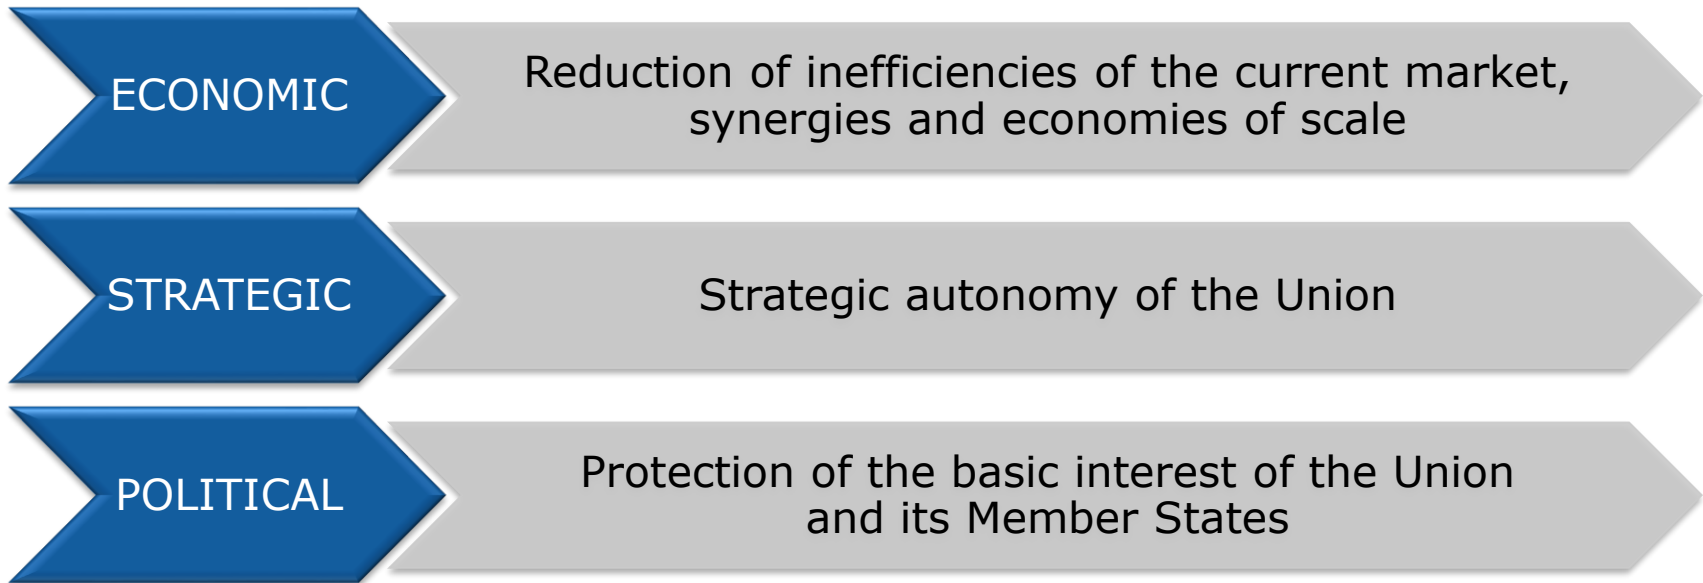 ECONOMIC
Reduction of inefficiencies of the current market,
synergies and economies of scale
STRATEGIC
Strategic autonomy of the Union
POLITICAL
Protection of the basic interest of the Union
and its Member States